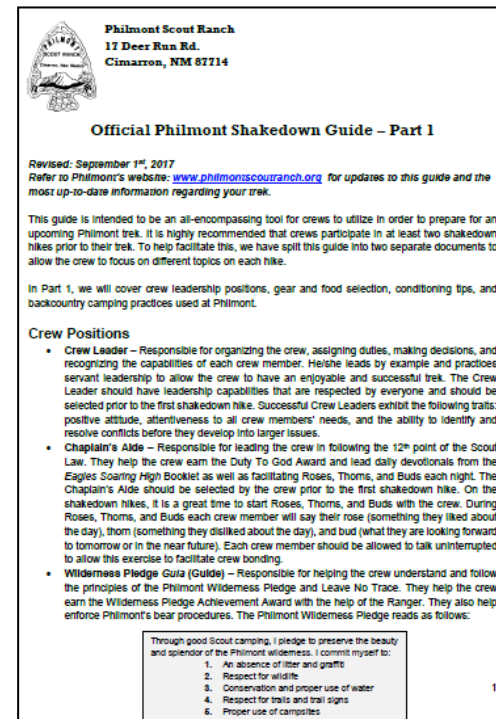 PHILMONT
SCOUT RANCH
Cimarron, New Mexico
Philmont Scout Ranch
17 Deer Run Rd.
Cimarron, NM 87714
Official Philmont Shakedown Guide – Part 1
Revised: September 1st, 2017
Refer to Philmont's website: www.philmontscoutranch.org for updates to this guide and the
most up-to-date information regarding your trek.
This guide is intended to be an all-encompassing tool for crews to utilize in order to prepare for an
upcoming Philmont trek. It is highly recommended that crews participate in at least two shakedown
hikes prior to their trek. To help facilitate this, we have split this guide into two separate documents to
allow the crew to focus on different topics on each hike.
In Part 1, we will cover crew leadership positions, gear and food selection, conditioning tips, and
backcountry camping practices used at Philmont.
Crew Positions
• Crew Leader – Responsible for organizing the crew, assigning duties, making decisions, and
recognizing the capabilities of each crew member. He/she leads by example and practices
servant leadership to allow the crew to have an enjoyable and successful trek. The Crew
Leader should have leadership capabilities that are respected by everyone and should be
selected prior to the first shakedown hike. Successful Crew Leaders exhibit the following traits:
positive attitude, attentiveness to all crew members' needs, and the ability to identify and
resolve conflicts before they develop into larger issues.
• Chaplain's Aide – Responsible for leading the crew in following the 12th point of the Scout
Law. They help the crew earn the Duty To God Award and lead daily devotionals from the
Eagles Soaring High Booklet as well as facilitating Roses, Thorns, and Buds each night. The
Chaplain's Aide should be selected by the crew prior to the first shakedown hike. On the
shakedown hikes, it is a great time to start Roses, Thorns, and Buds with the crew. During
Roses, Thorns, and Buds each crew member will say their rose (something they liked about
the day), thorn (something they disliked about the day), and bud (what they are looking forward
to tomorrow or in the near future). Each crew member should be allowed to talk uninterrupted
to allow this exercise to facilitate crew bonding.
• Wilderness Pledge Guia (Guide) – Responsible for helping the crew understand and follow
the principles of the Philmont Wilderness Pledge and Leave No Trace. They help the crew
earn the Wilderness Pledge Achievement Award with the help of the Ranger. They also help
enforce Philmont's bear procedures. The Philmont Wilderness Pledge reads as follows:
Through good Scout camping, I pledge to preserve the beauty
and splendor of the Philmont wilderness. I commit myself to:
1. An absence of litter and graffiti
2. Respect for wildlife
3. Conservation and proper use of water
4. Respect for trails and trail signs
5. Proper use of campsites
1